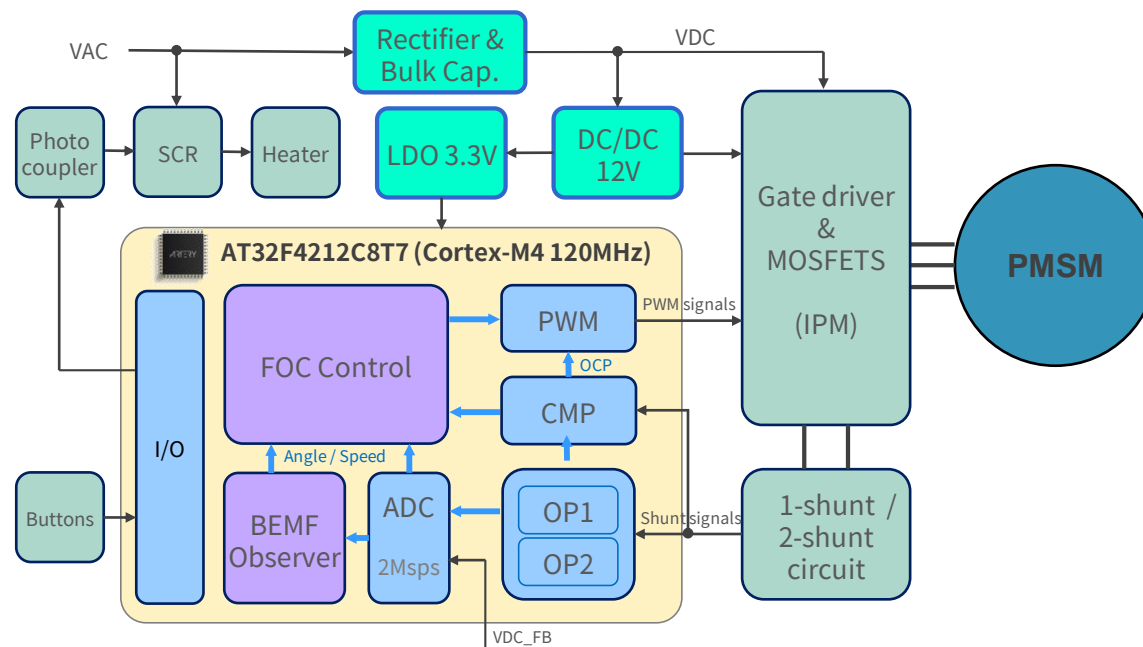 VAC
Rectifier &
Bulk Cap.
VDC
Photo
coupler
SCR
Heater
LDO 3.3V
DC/DC
12V
Gate driver
&
MOSFETS
(IPM)
PMSM
ARTERY
AT32F4212C8T7 (Cortex-M4 120MHz)
I/O
FOC Control
PWM
PWM signals
OCP
CMP
Angle / Speed
Buttons
BEMF
Observer
ADC
2Msps
OP1
OP2
Shunt signals
1-shunt /
2-shunt
circuit
VDC_FB